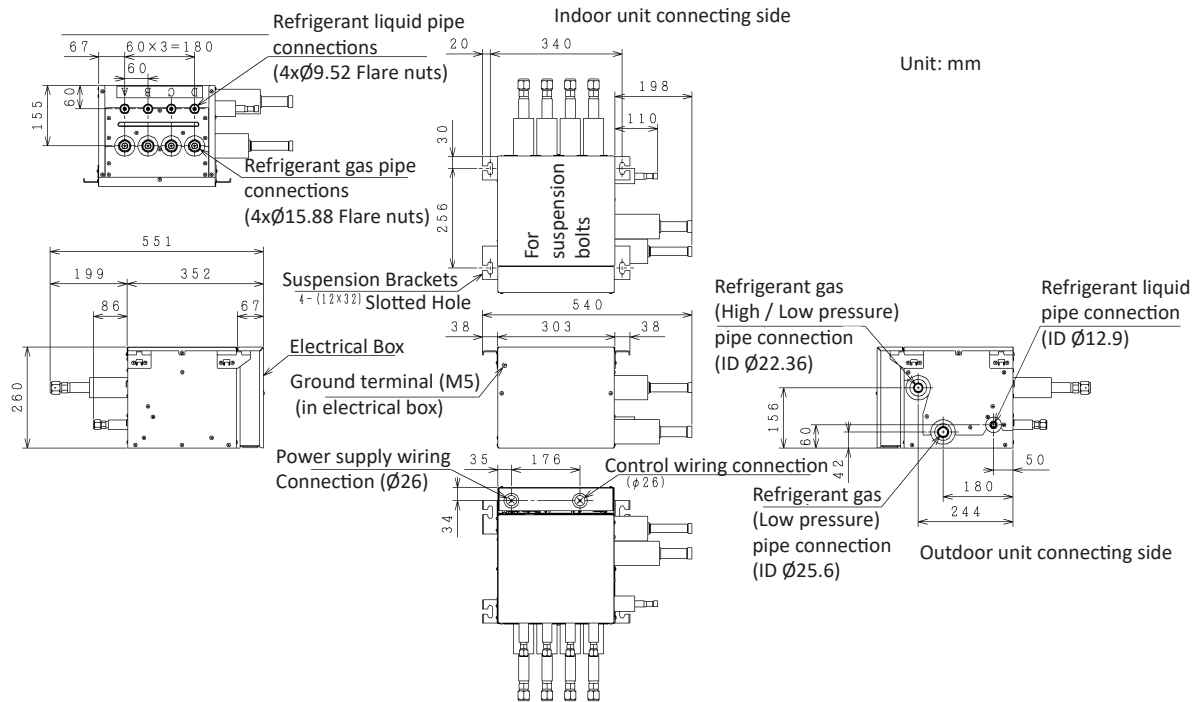 Indoor unit connecting side
Unit: mm
Refrigerant liquid pipe
connections
(4xØ9.52 Flare nuts)
67
60×3=180
60
60
155
A
B
C
D
Refrigerant gas pipe
connections
(4xØ15.88 Flare nuts)
20
340
198
110
30
256
For
suspension
bolts
Suspension Brackets
4-(12×32) Slotted Hole
551
199
352
86
67
260
Electrical Box
Ground terminal (M5)
(in electrical box)
540
38
303
38
Power supply wiring
Connection (Ø26)
35
176
34
Control wiring connection
(φ26)
Refrigerant gas
(High / Low pressure)
pipe connection
(ID Ø22.36)
Refrigerant liquid
pipe connection
(ID Ø12.9)
156
60
42
50
180
244
Refrigerant gas
(Low pressure)
pipe connection
(ID Ø25.6)
Outdoor unit connecting side